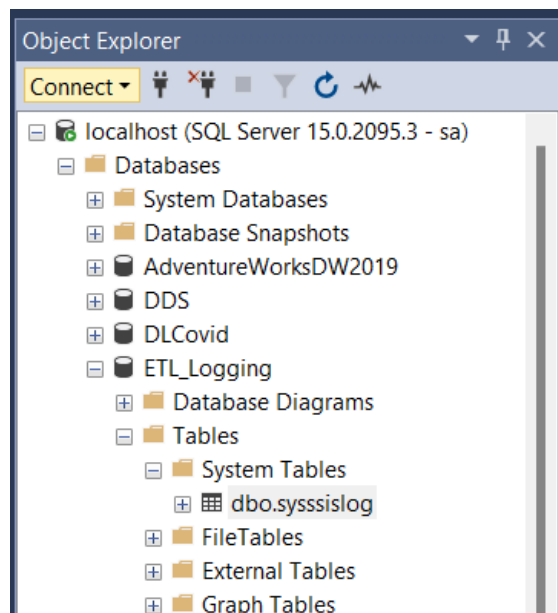 Object Explorer
Connect
localhost (SQL Server 15.0.2095.3 - sa)
Databases
System Databases
Database Snapshots
AdventureWorksDW2019
DDS
DLCovid
ETL_Logging
Database Diagrams
Tables
System Tables
dbo.sysssislog
FileTables
External Tables
Graph Tables